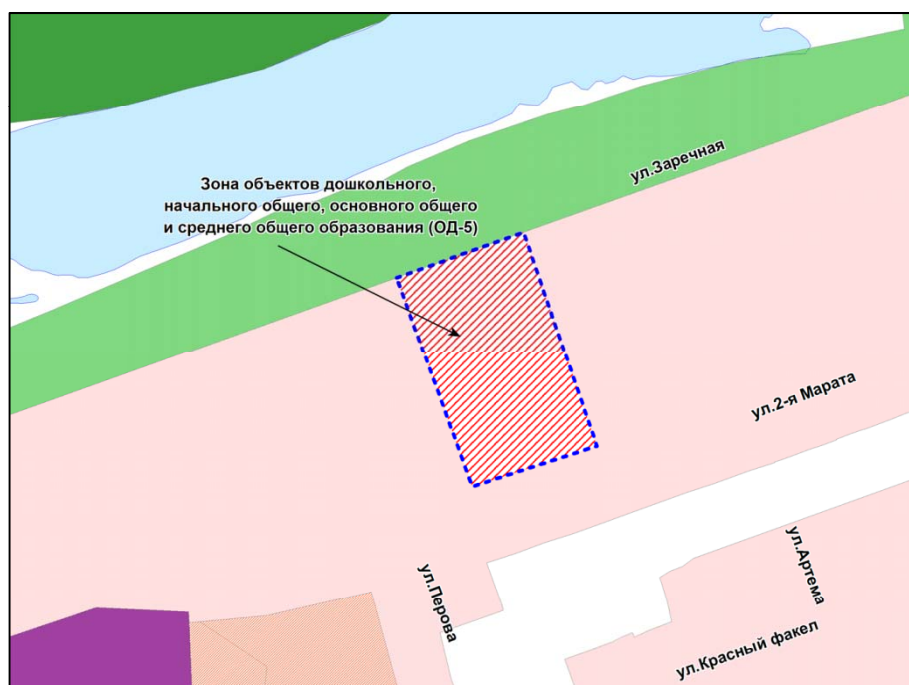 ул.Заречная
Зона объектов дошкольного,
начального общего, основного общего
и среднего общего образования (ОД-5)
ул.2-я Марата
ул.Перова
ул.Артема
ул.Красный факел